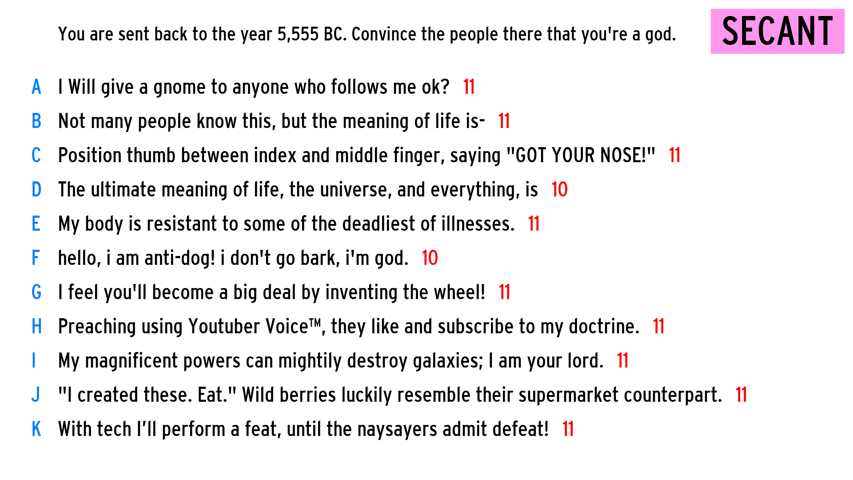 You are sent back to the year 5,555 BC. Convince the people there that you're a god.
SECANT
A I Will give a gnome to anyone who follows me ok? 11
B Not many people know this, but the meaning of life is- 11
C Position thumb between index and middle finger, saying "GOT YOUR NOSE!" 11
D The ultimate meaning of life, the universe, and everything, is 10
E My body is resistant to some of the deadliest of illnesses. 11
F hello, i am anti-dog! i don't go bark, i'm god. 10
G I feel you'll become a big deal by inventing the wheel! 11
H Preaching using Youtuber Voice™, they like and subscribe to my doctrine. 11
I My magnificent powers can mightily destroy galaxies; I am your lord. 11
J "I created these. Eat." Wild berries luckily resemble their supermarket counterpart. 11
K With tech I’ll perform a feat, until the naysayers admit defeat! 11